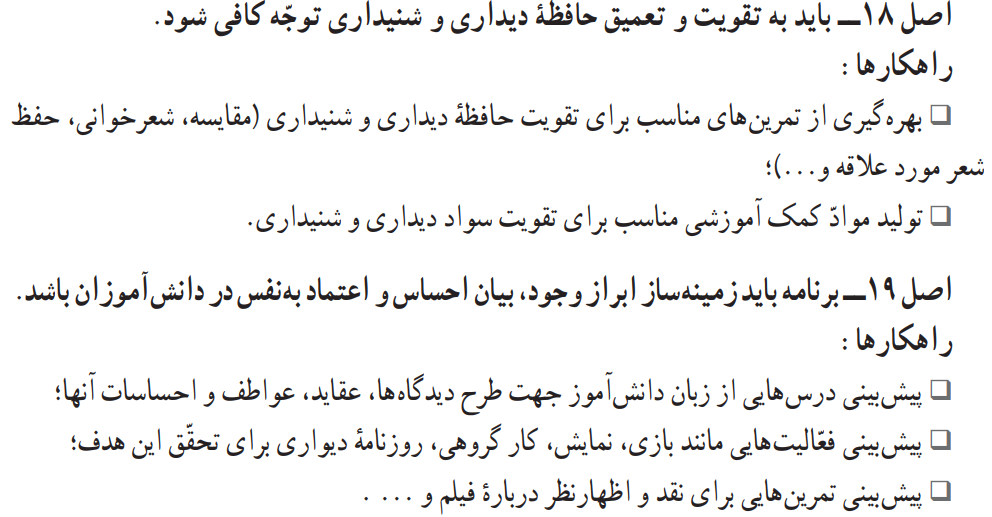 اصل ۱۸ــ باید به تقویت و تعمیق حافظهٔ دیداری و شنیداری توجّه کافی شود.
راهکارها :
❑ بهره‌گیری از تمرین‌های مناسب برای تقویت حافظهٔ دیداری و شنیداری (مقایسه، شعرخوانی، حفظ
شعر مورد علاقه و...)؛
❑ تولید موادّ کمک آموزشی مناسب برای تقویت سواد دیداری و شنیداری.
اصل ۱۹ــ برنامه باید زمینه‌ساز ابراز وجود، بیان احساس و اعتماد به‌نفس در دانش‌آموزان باشد.
راهکارها :
❑ پیش‌بینی درس‌هایی از زبان دانش‌آموز جهت طرح دیدگاه‌ها، عقاید، عواطف و احساسات آنها؛
❑ پیش‌بینی فعّالیت‌هایی مانند بازی، نمایش، کار گروهی، روزنامهٔ دیواری برای تحقّق این هدف؛
❑ پیش‌بینی تمرین‌هایی برای نقد و اظهارنظر دربارهٔ فیلم و ... .